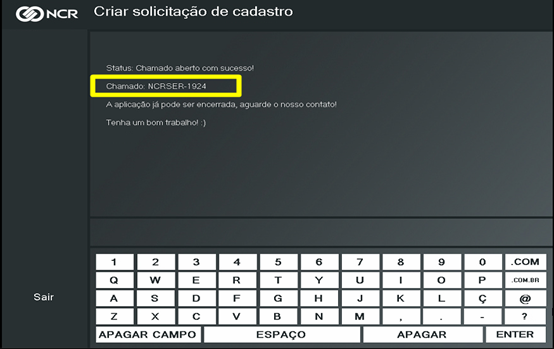 NCR
Criar solicitação de cadastro
Status: Chamado aberto com sucesso!
Chamado: NCRSER-1924
A aplicação já pode ser encerrada, aguarde o nosso contato!
Tenha um bom trabalho! :)
Sair
1 2 3 4 5 6 7 8 9 0 .COM
Q W E R T Y U I O P .COM.BR
A S D F G H J K L Ç @
Z X C V B N M , . - ?
APAGAR CAMPO ESPAÇO APAGAR ENTER